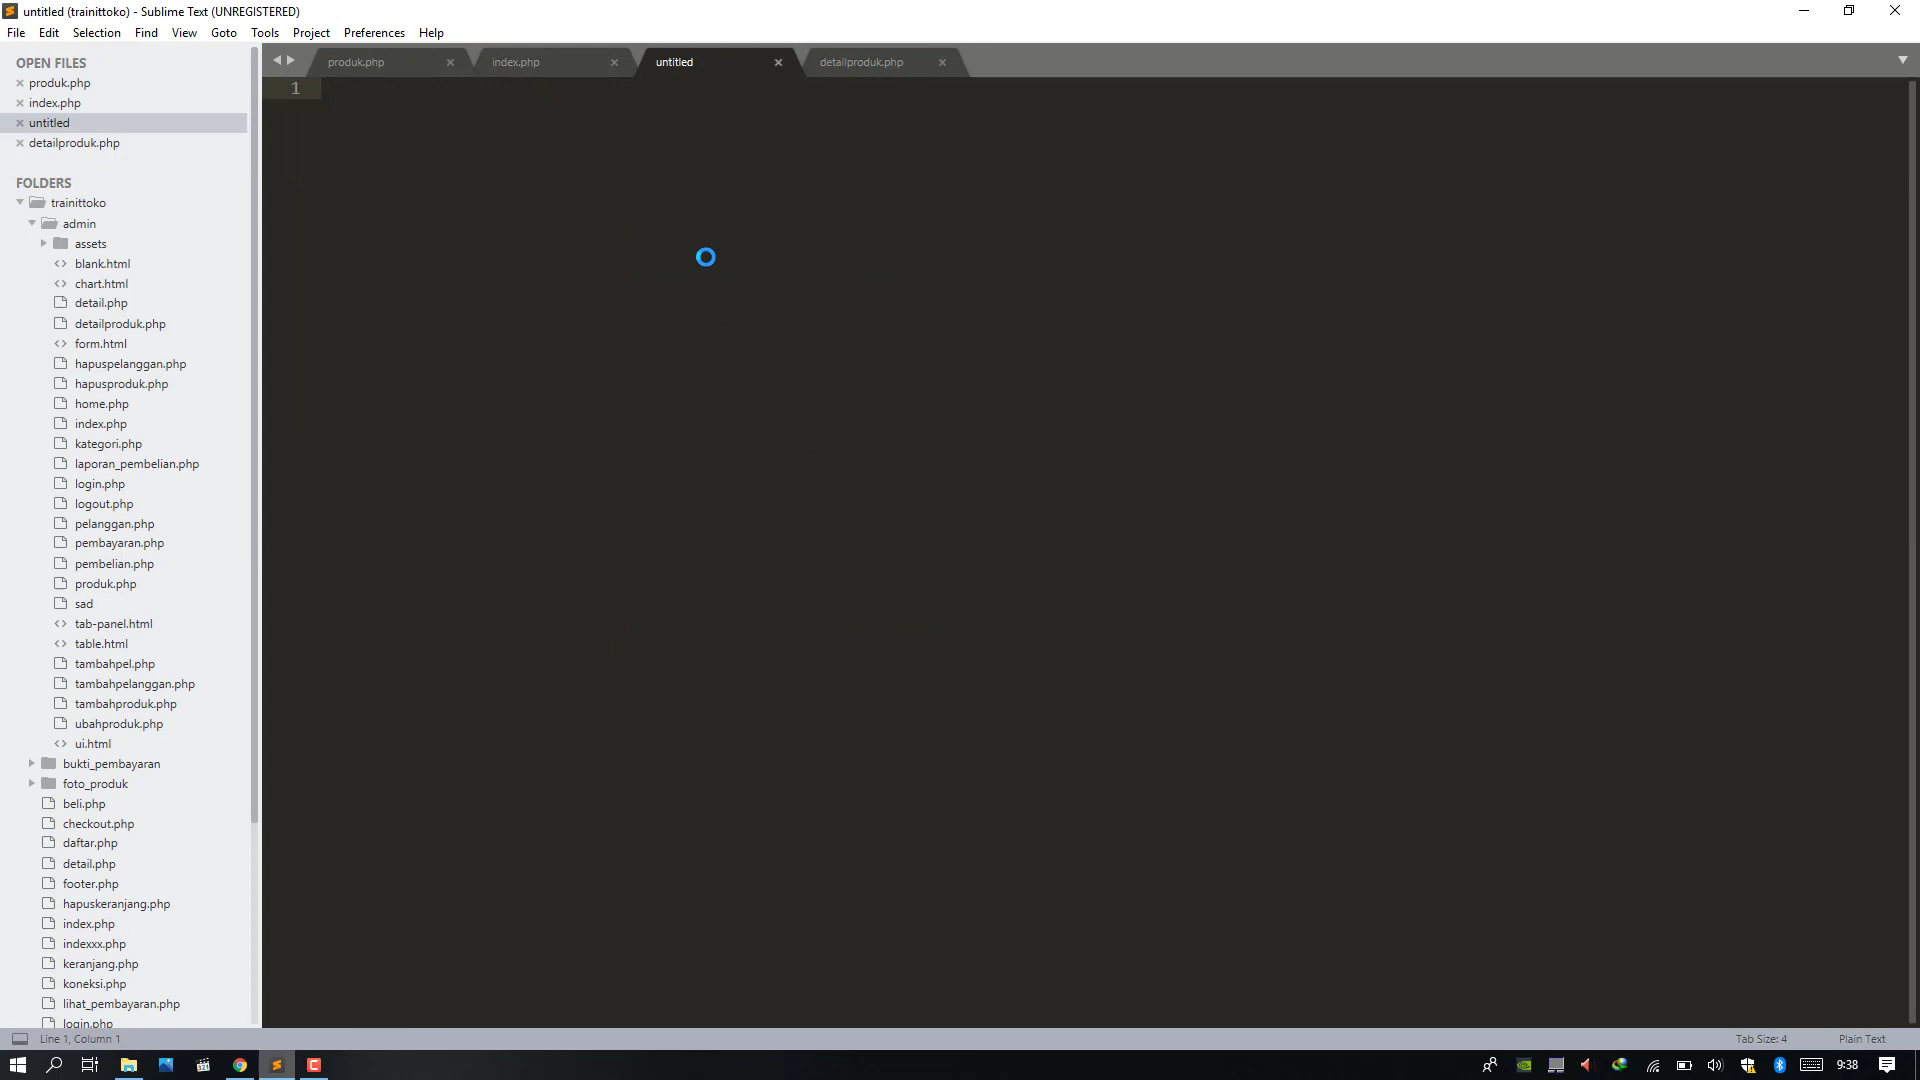 untitled (trainittoko) - Sublime Text (UNREGISTERED)
File Edit Selection Find View Goto Tools Project Preferences Help
OPEN FILES
produk.php
index.php
untitled
detailproduk.php
FOLDERS
trainittoko
admin
assets
blank.html
chart.html
detail.php
detailproduk.php
form.html
hapuspelanggan.php
hapusproduk.php
home.php
index.php
kategori.php
laporan_pembelian.php
login.php
logout.php
pelanggan.php
pembayaran.php
pembelian.php
produk.php
sad
tab-panel.html
table.html
tambahpel.php
tambahpelanggan.php
tambahproduk.php
ubahproduk.php
ui.html
bukti_pembayaran
foto_produk
beli.php
checkout.php
daftar.php
detail.php
footer.php
hapuskeranjang.php
index.php
indexxx.php
keranjang.php
koneksi.php
lihat_pembayaran.php
login.php
produk.php index.php untitled detailproduk.php
1
Line 1, Column 1 Tab Size: 4 Plain Text
9:38